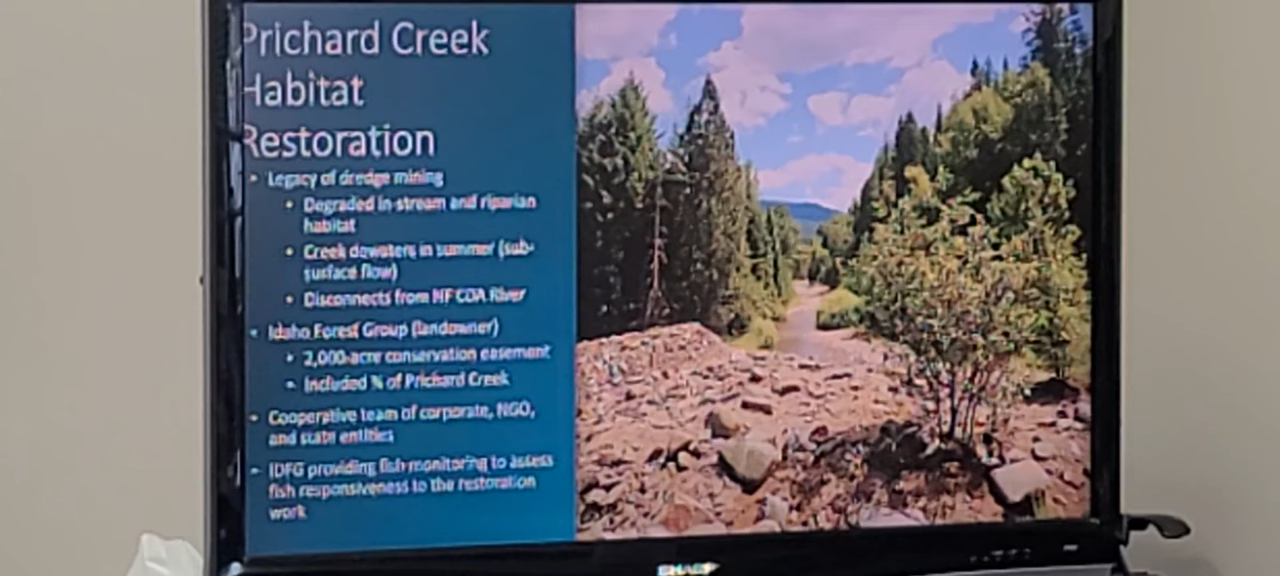 Prichard Creek
Habitat
Restoration
• Legacy of dredge mining
• Degraded in-stream and riparian
habitat
• Creek dewaters in summer (sub-
surface flow)
• Disconnects from NF CDA River
• Idaho Forest Group (landowner)
• 2,000-acre conservation easement
• Included of Prichard Creek
• Cooperative team of corporate, NGO,
and state entities
• IDFG providing fish monitoring to assess
fish responsiveness to the restoration
work
SHARP